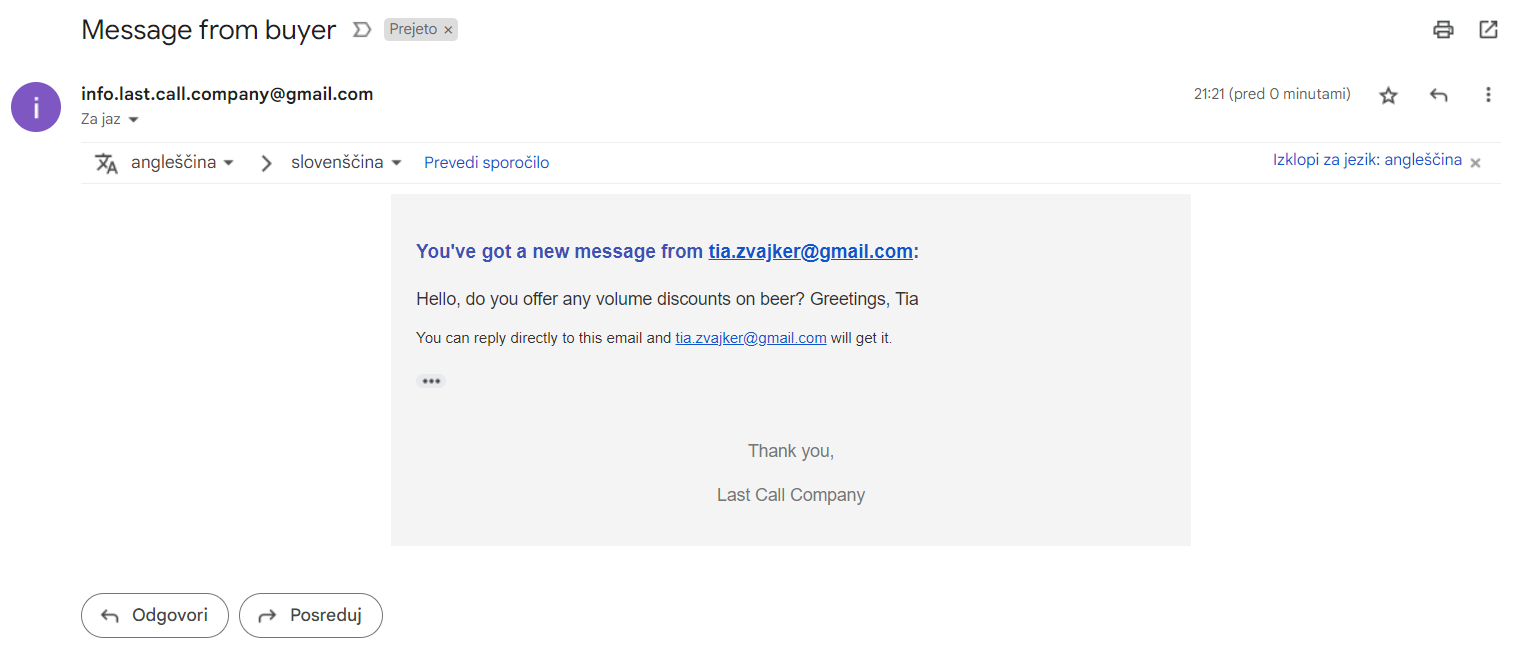 Message from buyer Prejeto ×
i
info.last.call.company@gmail.com 21:21 (pred 0 minutami)
Za jaz
angleščina slovenščina Prevedi sporočilo Izklopi za jezik: angleščina ×
You've got a new message from tia.zvajker@gmail.com:
Hello, do you offer any volume discounts on beer? Greetings, Tia
You can reply directly to this email and tia.zvajker@gmail.com will get it.
•••
Thank you,
Last Call Company
Odgovori Posreduj